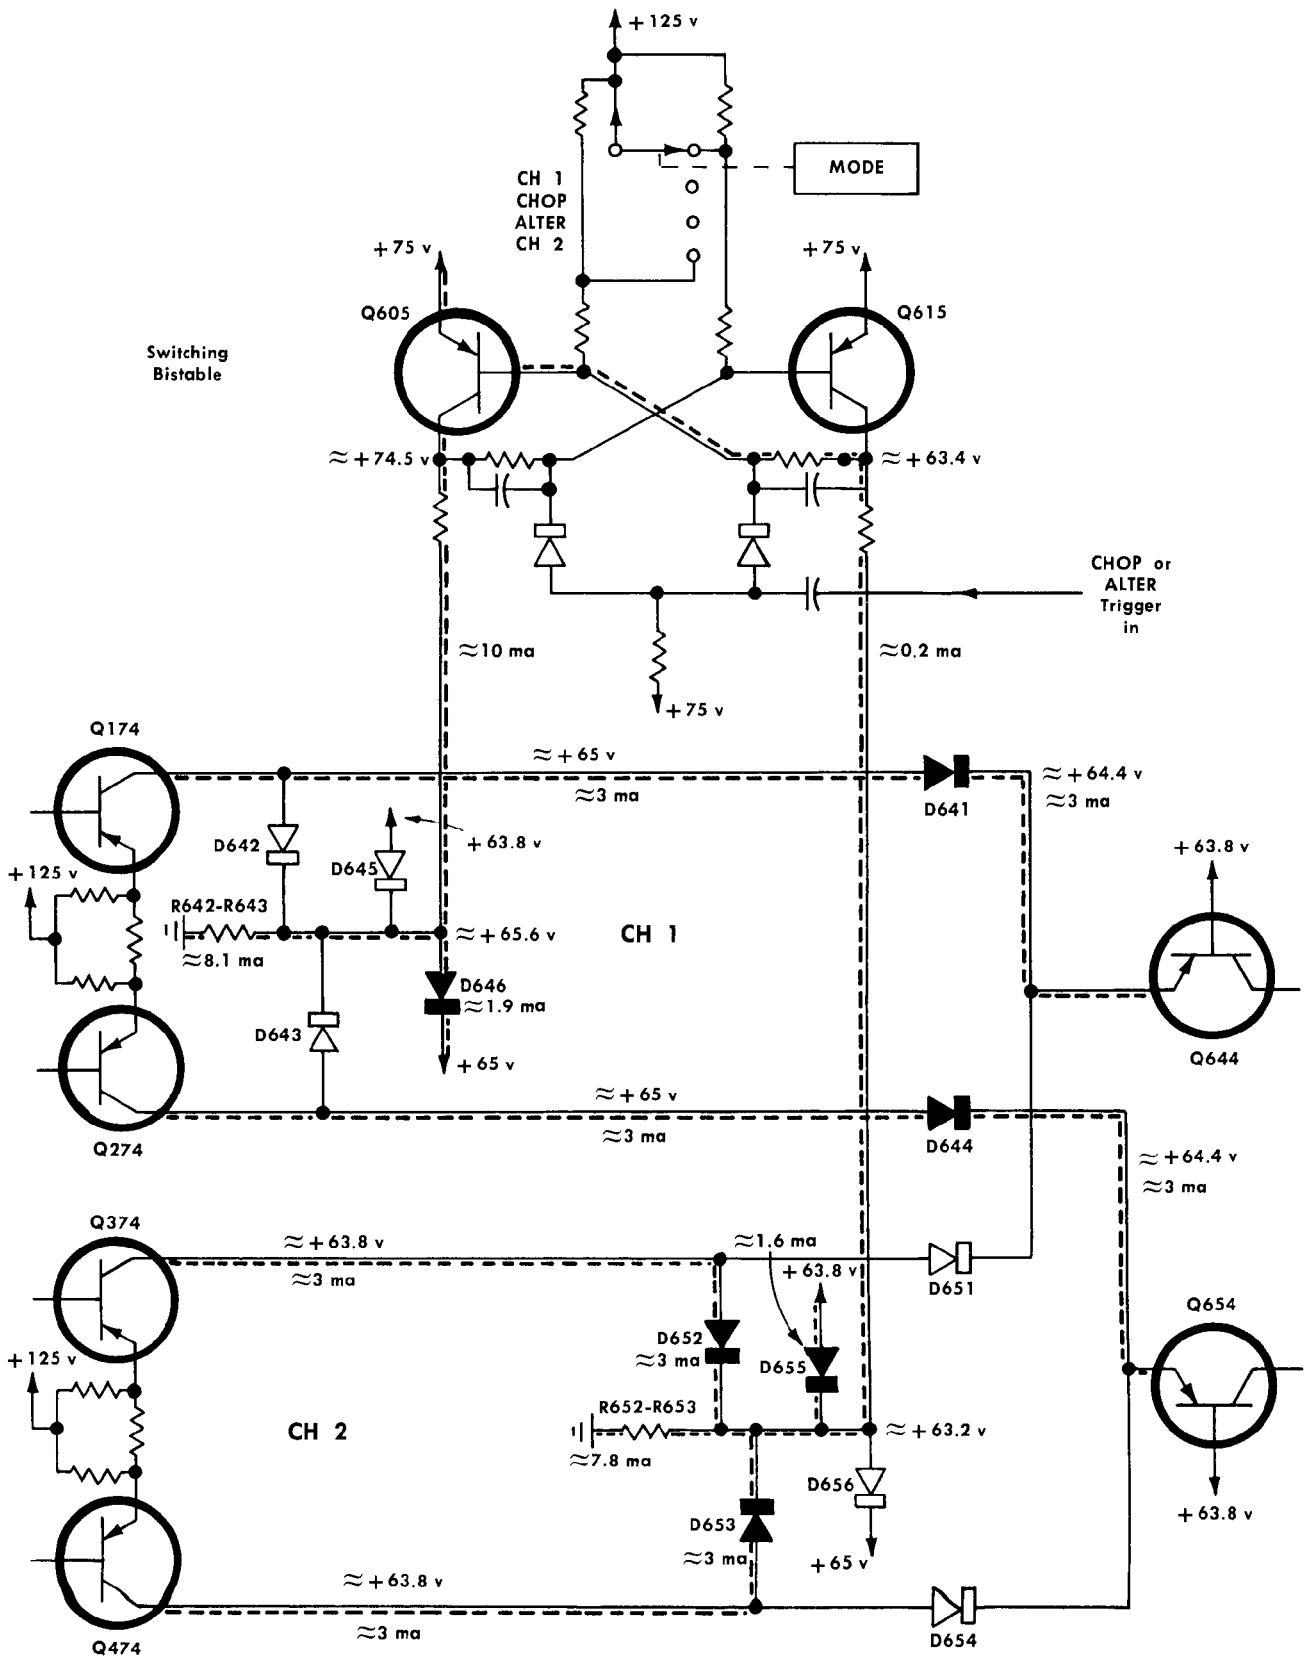 +125 v
MODE
CH 1
CHOP
ALTER
CH 2
+75 v
+75 v
Q605
Q615
Switching
Bistable
≈+74.5 v
≈+63.4 v
CHOP or
ALTER
Trigger
in
≈10 ma
≈0.2 ma
+75 v
Q174
≈+65 v
≈3 ma
≈+64.4 v
≈3 ma
D641
D642
D645
+63.8 v
+63.8 v
+125 v
R642-R643
≈8.1 ma
≈+65.6 v
CH 1
D646
≈1.9 ma
D643
+65 v
Q644
≈+65 v
≈3 ma
D644
Q274
≈+64.4 v
≈3 ma
Q374
≈+63.8 v
≈3 ma
≈1.6 ma
+63.8 v
D651
Q654
D652
≈3 ma
D655
+125 v
R652-R653
≈7.8 ma
≈+63.2 v
CH 2
D656
D653
≈3 ma
+65 v
+63.8 v
≈+63.8 v
≈3 ma
D654
Q474